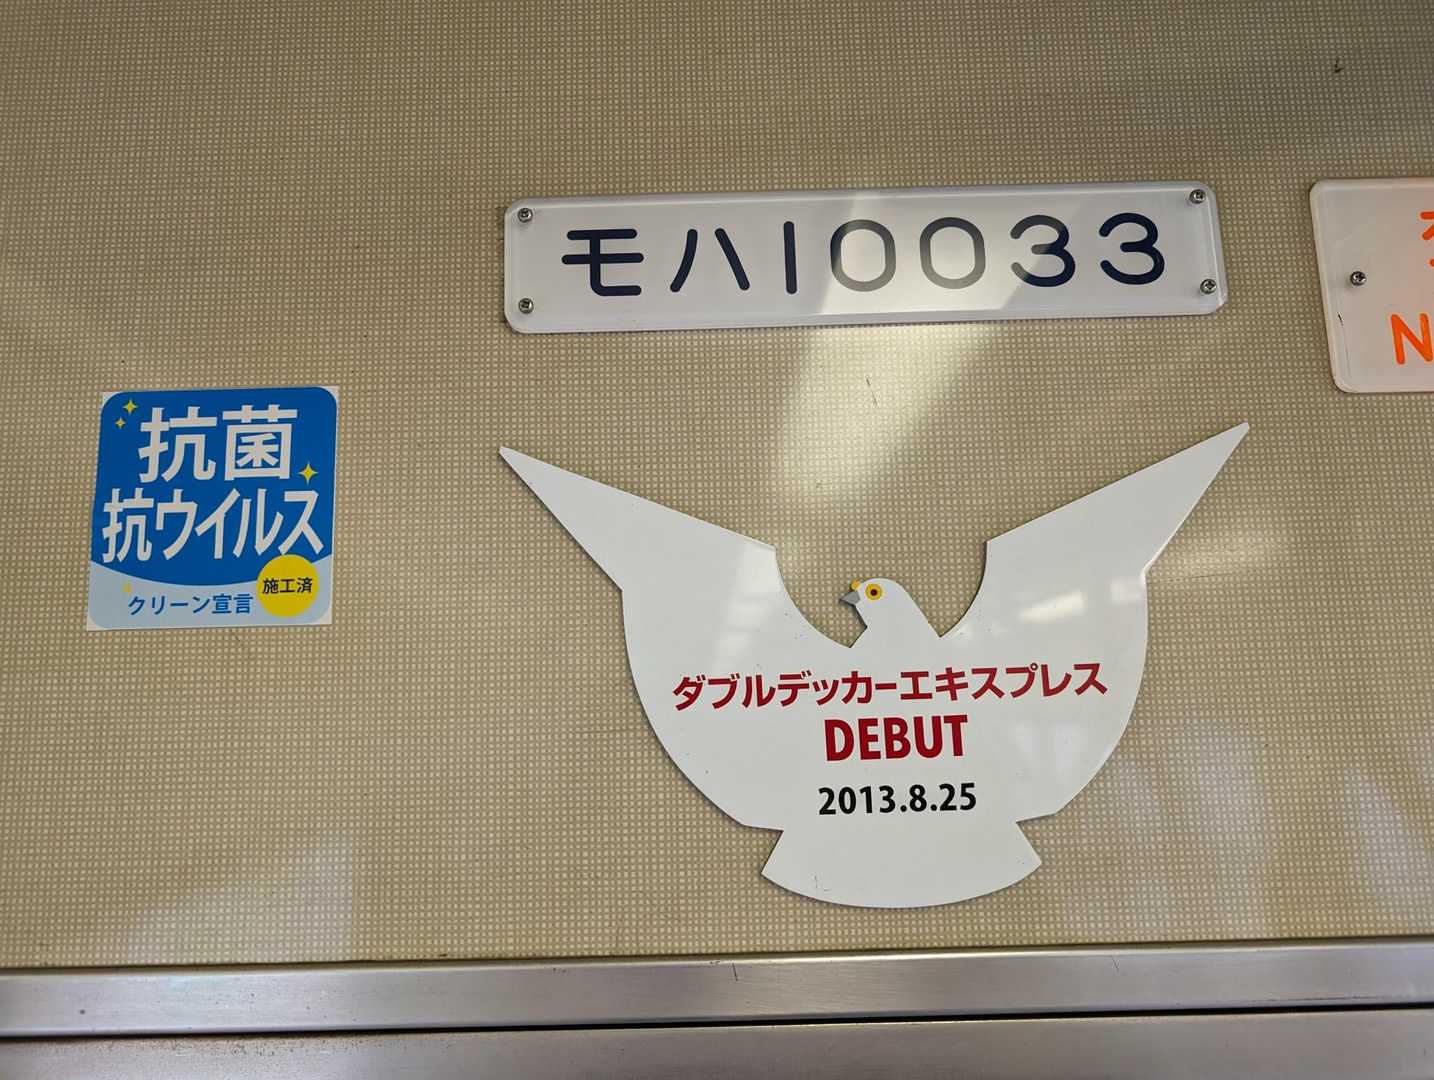 モハ10033
抗菌
抗ウイルス
施工済
クリーン宣言
ダブルデッカーエキスプレス
DEBUT
2013.8.25